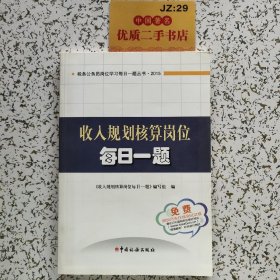 JZ:29
中国著名
优质二手书店
税务公务员岗位学习每日一题丛书·2015
收入规划核算岗位
每日一题
《收入规划核算岗位每日一题》编写组 编
免费
中国税务出版社